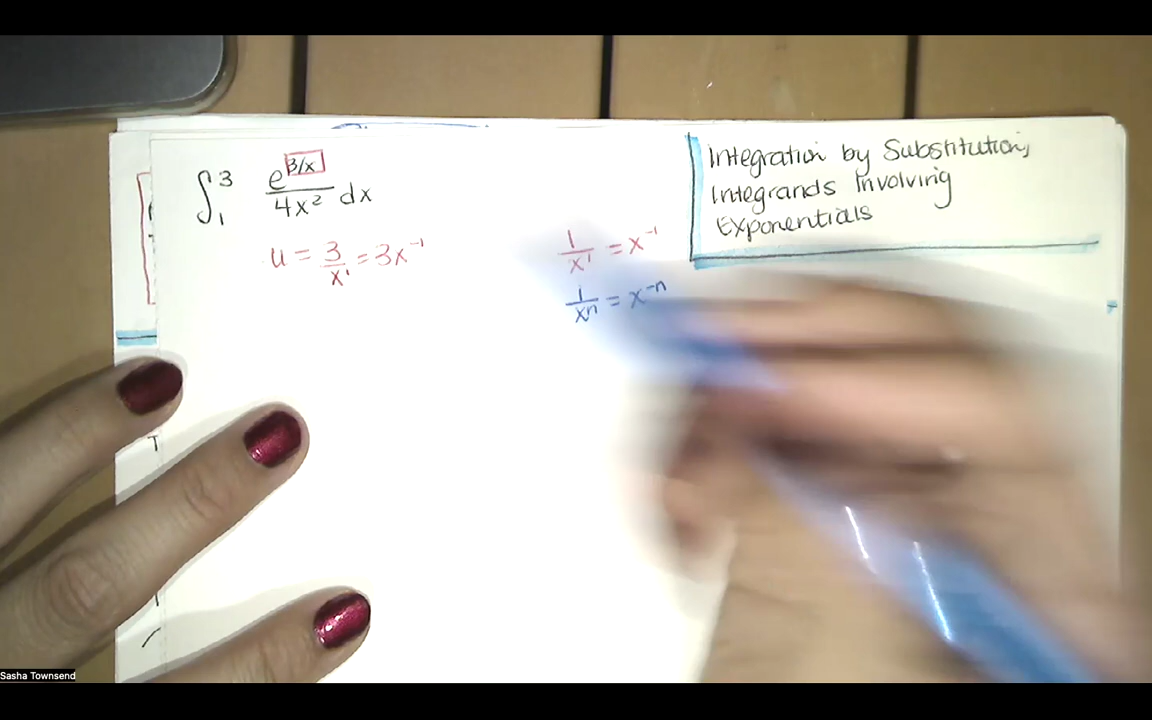 ∫₁³ e^(3/x) / 4x² dx
u = 3/x¹ = 3x⁻¹
1/x¹ = x⁻¹
1/xⁿ = x⁻ⁿ
Integration by Substitution;
Integrands Involving
Exponentials
Sasha Townsend